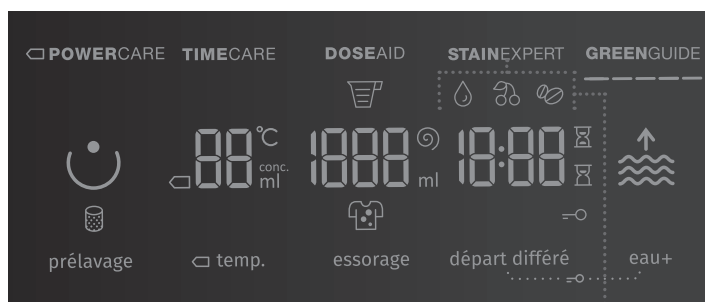 POWERCARE TIMECARE DOSEAID STAINEXPERT GREENGUIDE
88 °C 1888 18:88
conc.
ml ml
prélavage temp. essorage départ différé eau+